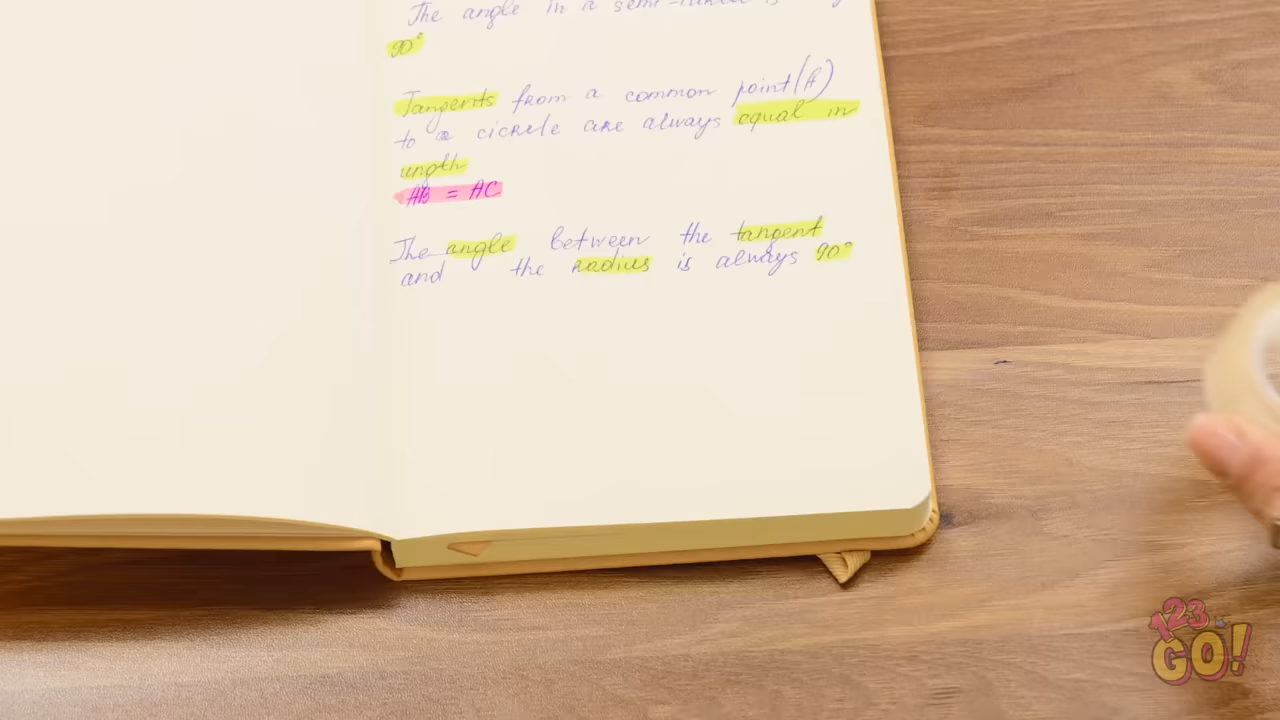 The angle in a semi-
90°
Tangents from a common point (A)
to a cickele are always equal in
length
AB = AC
The angle between the tangent
and the radius is always 90°
123
GO!